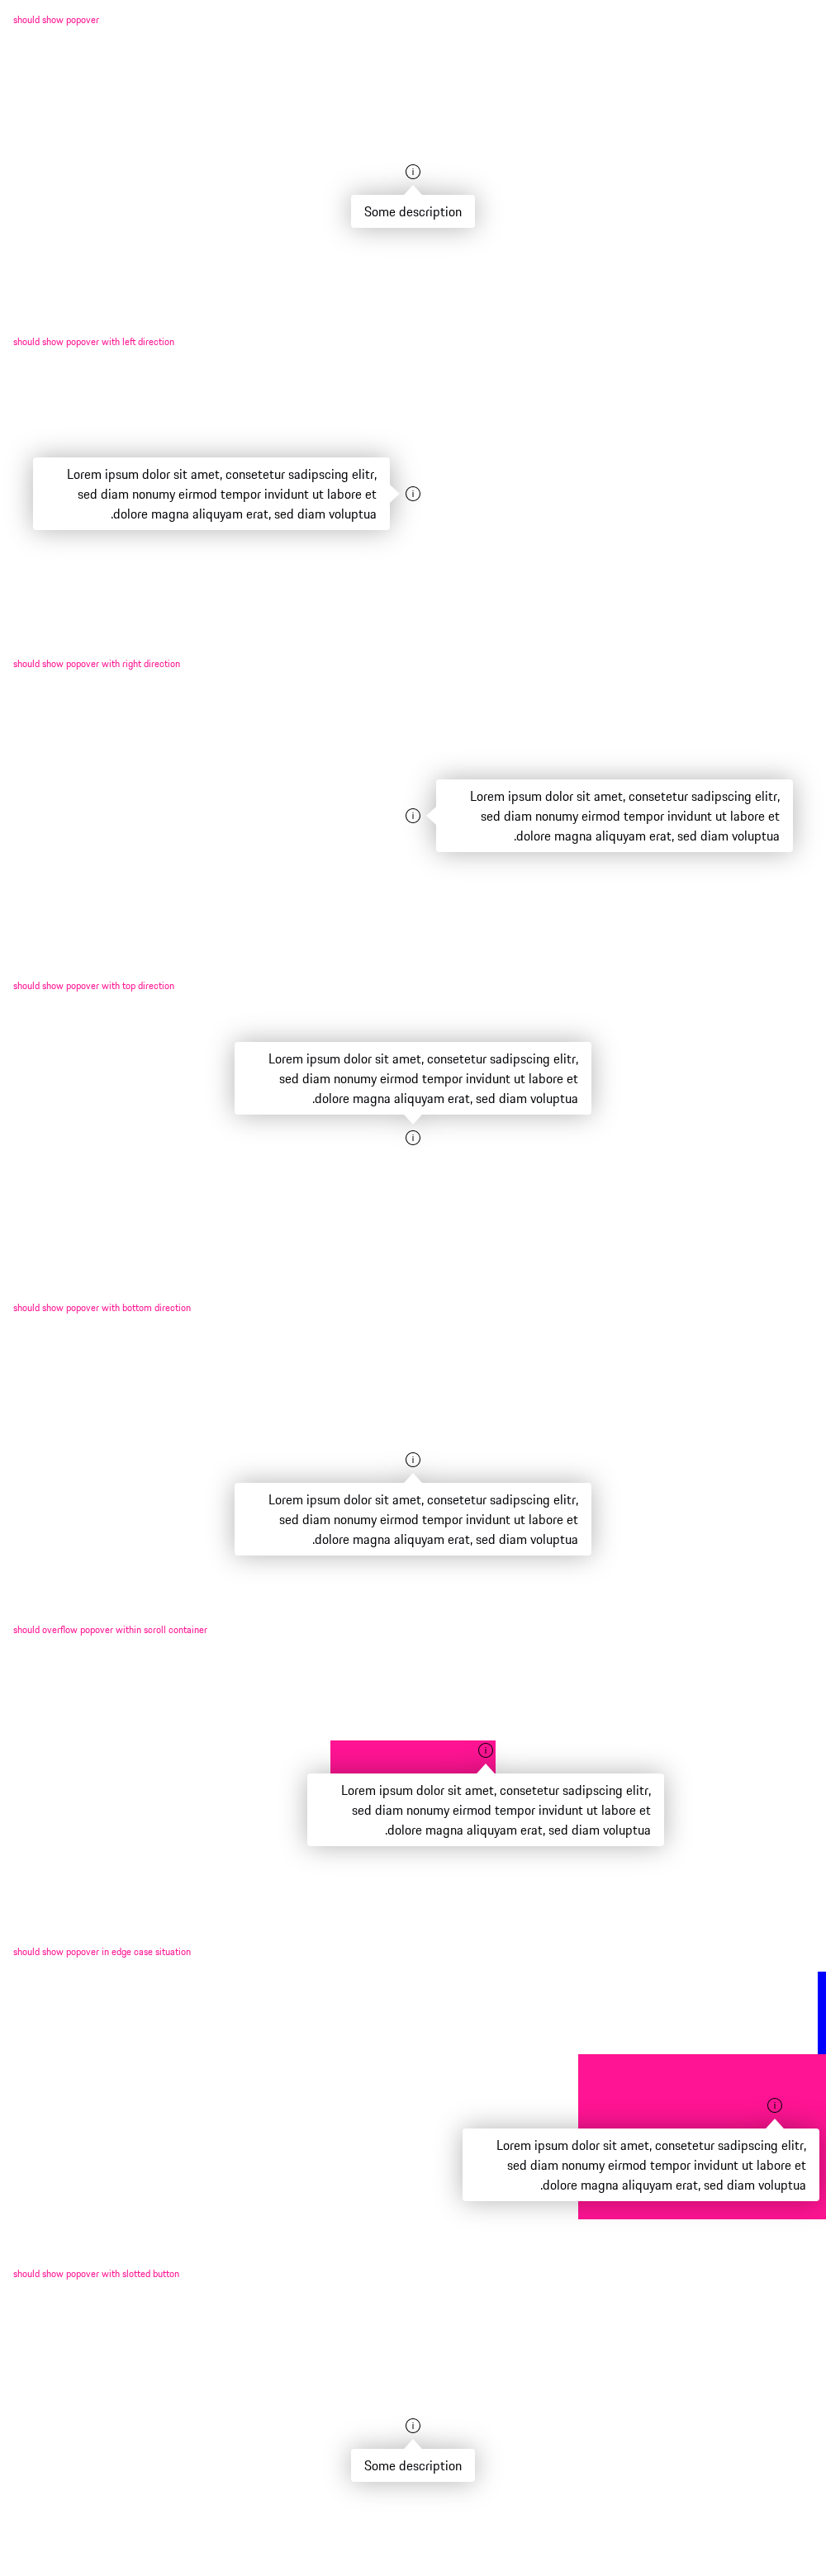 should show popover
Some description
should show popover with left direction
Lorem ipsum dolor sit amet, consetetur sadipscing elitr,
sed diam nonumy eirmod tempor invidunt ut labore et
.dolore magna aliquyam erat, sed diam voluptua
should show popover with right direction
Lorem ipsum dolor sit amet, consetetur sadipscing elitr,
sed diam nonumy eirmod tempor invidunt ut labore et
.dolore magna aliquyam erat, sed diam voluptua
should show popover with top direction
Lorem ipsum dolor sit amet, consetetur sadipscing elitr,
sed diam nonumy eirmod tempor invidunt ut labore et
.dolore magna aliquyam erat, sed diam voluptua
should show popover with bottom direction
Lorem ipsum dolor sit amet, consetetur sadipscing elitr,
sed diam nonumy eirmod tempor invidunt ut labore et
.dolore magna aliquyam erat, sed diam voluptua
should overflow popover within scroll container
Lorem ipsum dolor sit amet, consetetur sadipscing elitr,
sed diam nonumy eirmod tempor invidunt ut labore et
.dolore magna aliquyam erat, sed diam voluptua
should show popover in edge case situation
Lorem ipsum dolor sit amet, consetetur sadipscing elitr,
sed diam nonumy eirmod tempor invidunt ut labore et
.dolore magna aliquyam erat, sed diam voluptua
should show popover with slotted button
Some description